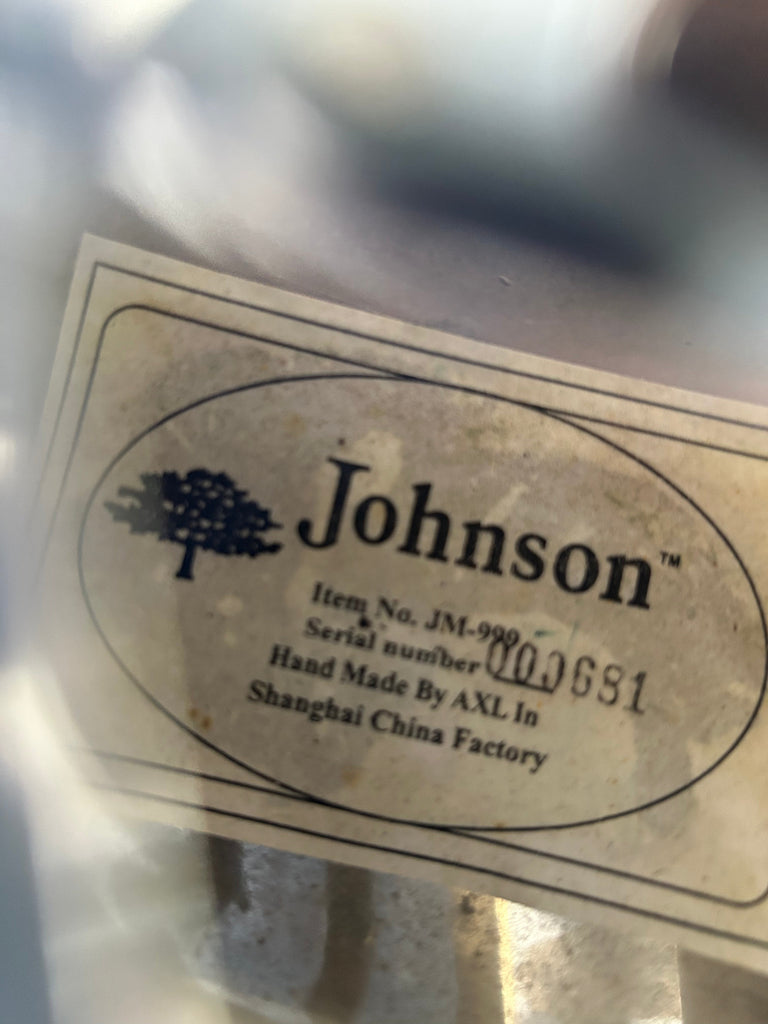 Johnson™
Item No. JM-999
Serial number 000681
Hand Made By AXL In
Shanghai China Factory